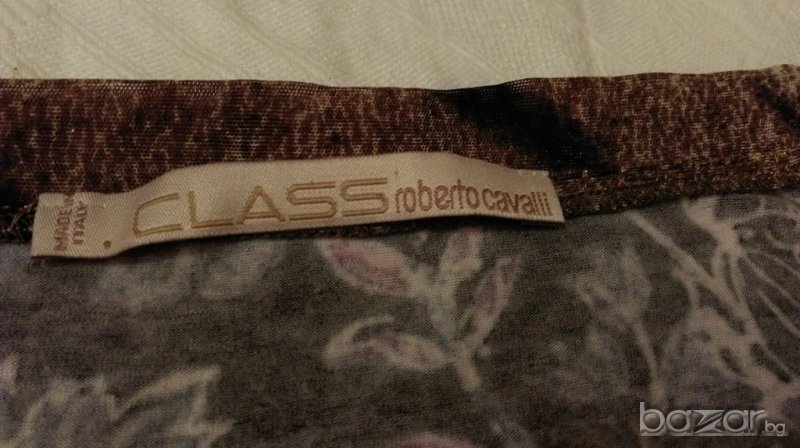 MADE IN
ITALY
CLASS roberto cavalli
bazar.bg